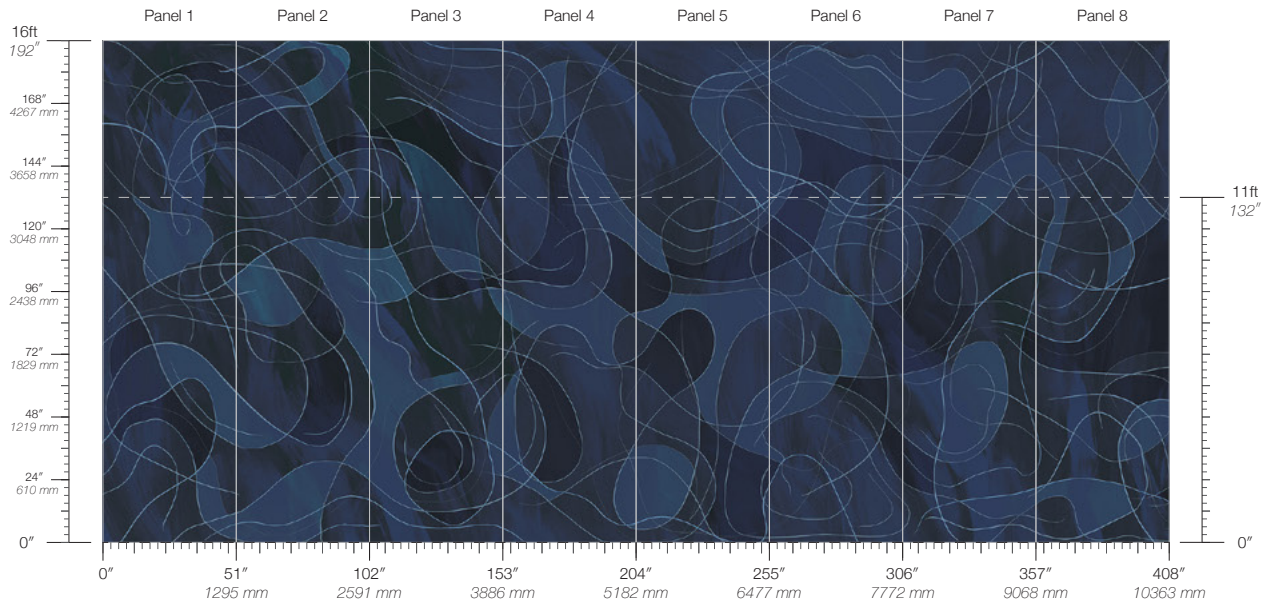 Panel 1 Panel 2 Panel 3 Panel 4 Panel 5 Panel 6 Panel 7 Panel 8
16ft
192″
168″
4267 mm
144″
3658 mm
11ft
132″
120″
3048 mm
96″
2438 mm
72″
1829 mm
48″
1219 mm
24″
610 mm
0″ 0″
0″ 51″ 102″ 153″ 204″ 255″ 306″ 357″ 408″
1295 mm 2591 mm 3886 mm 5182 mm 6477 mm 7772 mm 9068 mm 10363 mm